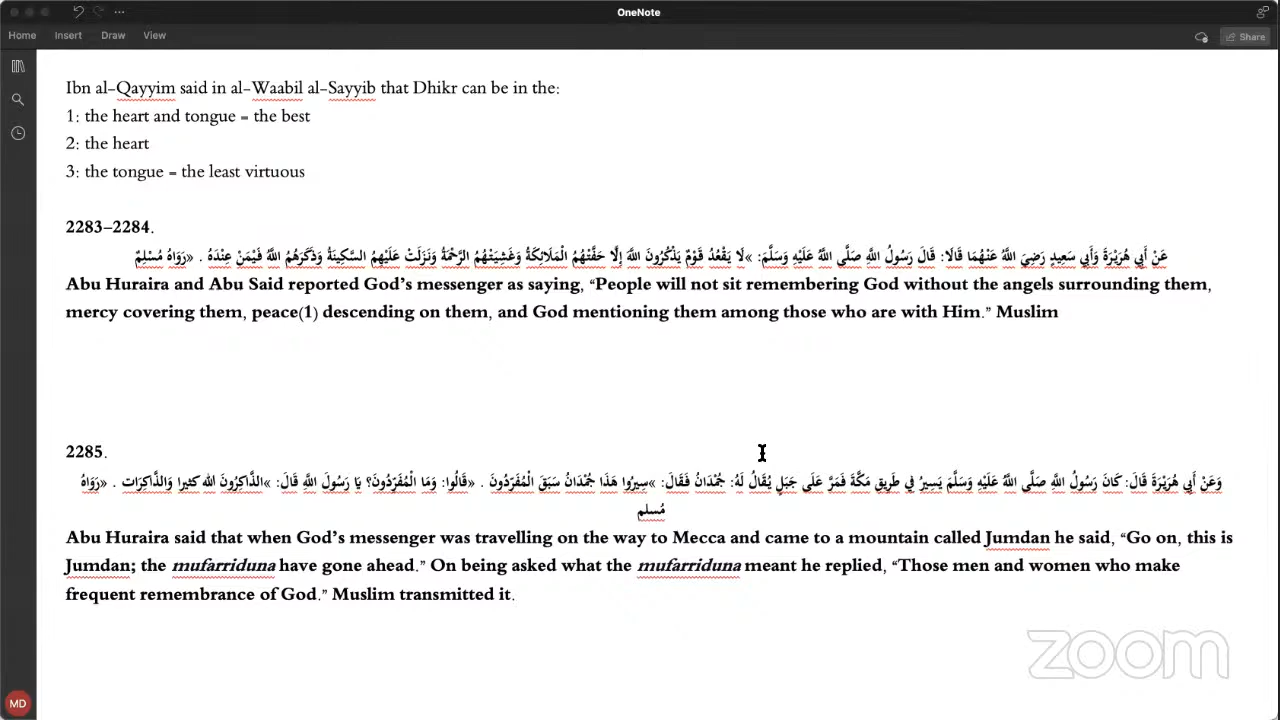 OneNote
Home Insert Draw View
Share
Ibn al-Qayyim said in al-Waabil al-Sayyib that Dhikr can be in the:
1: the heart and tongue = the best
2: the heart
3: the tongue = the least virtuous
2283–2284.
عَنْ أَبِي هُرَيْرَةَ وَأَبِي سَعِيدٍ رَضِيَ اللَّهُ عَنْهُمَا قَالَا: قَالَ رَسُولُ اللَّهِ صَلَّى اللَّهُ عَلَيْهِ وَسَلَّمَ: »لَا يَقْعُدُ قَوْمٌ يَذْكُرُونَ اللَّهَ إِلَّا حَفَّتْهُمُ الْمَلَائِكَةُ وَغَشِيَتْهُمُ الرَّحْمَةُ وَنَزَلَتْ عَلَيْهِمُ السَّكِينَةُ وَذَكَرَهُمُ اللَّهُ فَيْمَنْ عِنْدَهُ . «رَوَاهُ مُسْلِمٌ
Abu Huraira and Abu Said reported God’s messenger as saying, “People will not sit remembering God without the angels surrounding them,
mercy covering them, peace(1) descending on them, and God mentioning them among those who are with Him.” Muslim
2285.
وَعَنْ أَبِي هُرَيْرَةَ قَالَ: كَانَ رَسُولُ اللَّهِ صَلَّى اللَّهُ عَلَيْهِ وَسَلَّمَ يَسِيرُ فِي طَرِيقِ مَكَّةَ فَمَرَّ عَلَى جَبَلٍ يُقَالُ لَهُ: جُمْدَانُ فَقَالَ: »سِيرُوا هَذَا جُمْدَانُ سَبَقَ الْمُفَرِّدُونَ . «قَالُوا: وَمَا الْمُفَرِّدُونَ؟ يَا رَسُولَ اللَّهِ قَالَ: »الذَّاكِرُونَ الله كثيرا وَالذَّاكِرَات . «رَوَاهُ
مُسلم
Abu Huraira said that when God’s messenger was travelling on the way to Mecca and came to a mountain called Jumdan he said, “Go on, this is
Jumdan; the mufarriduna have gone ahead.” On being asked what the mufarriduna meant he replied, “Those men and women who make
frequent remembrance of God.” Muslim transmitted it.
zoom
MD